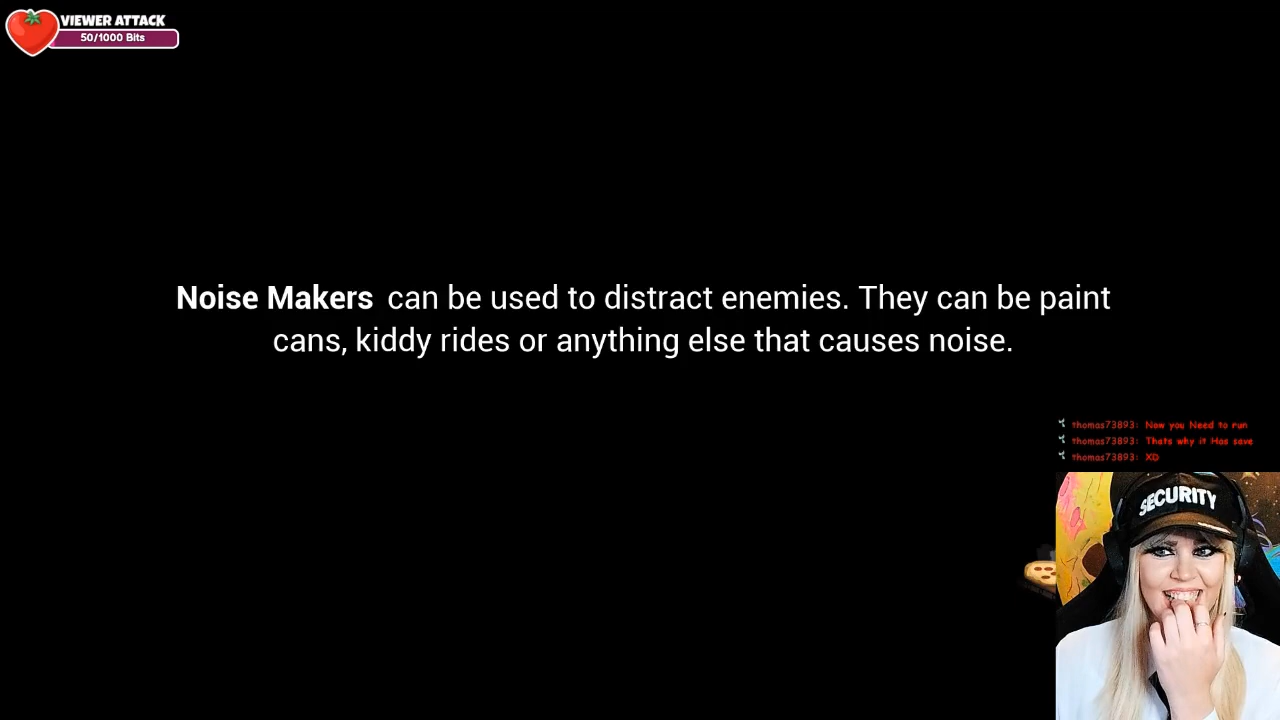 VIEWER ATTACK
50/1000 Bits
Noise Makers can be used to distract enemies. They can be paint
cans, kiddy rides or anything else that causes noise.
thomas73893: Now you Need to run
thomas73893: Thats why it Has save
thomas73893: XD
SECURITY